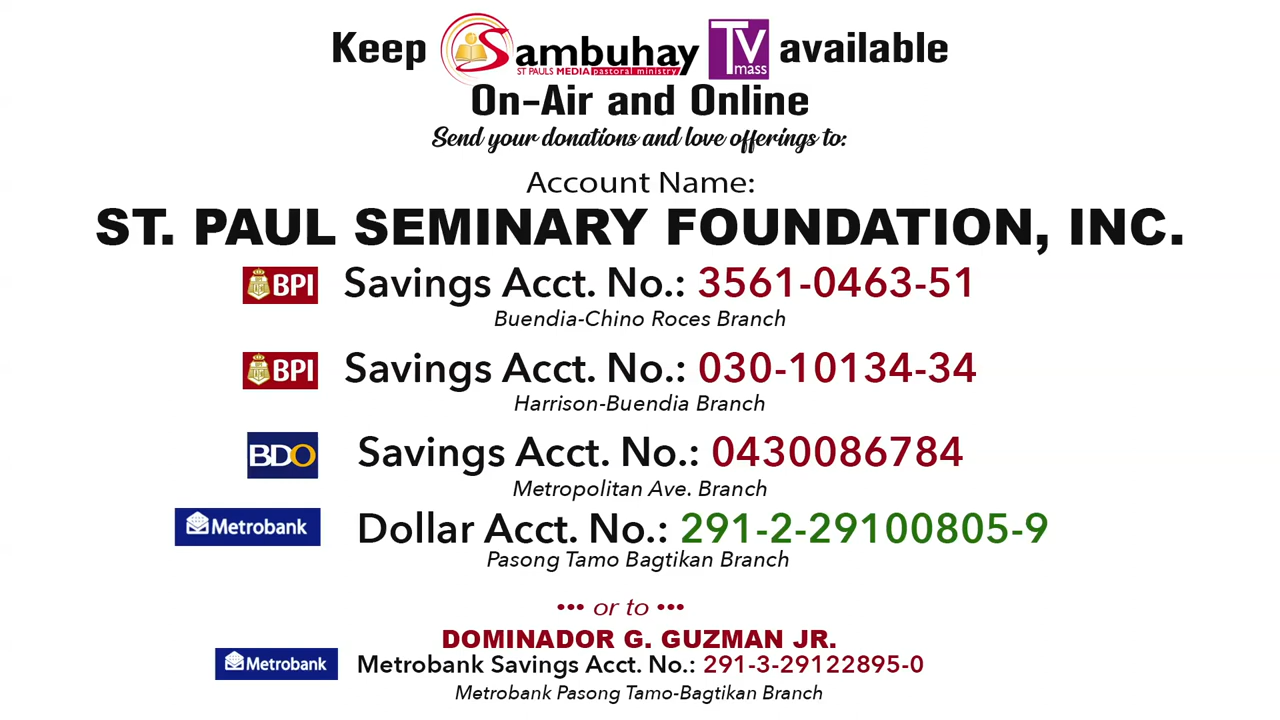 Keep Sambuhay TV mass available
ST PAULS MEDIA pastoral ministry
On-Air and Online
Send your donations and love offerings to:
Account Name:
ST. PAUL SEMINARY FOUNDATION, INC.
BPI Savings Acct. No.: 3561-0463-51
Buendia-Chino Roces Branch
BPI Savings Acct. No.: 030-10134-34
Harrison-Buendia Branch
BDO Savings Acct. No.: 0430086784
Metropolitan Ave. Branch
Metrobank Dollar Acct. No.: 291-2-29100805-9
Pasong Tamo Bagtikan Branch
••• or to •••
DOMINADOR G. GUZMAN JR.
Metrobank Metrobank Savings Acct. No.: 291-3-29122895-0
Metrobank Pasong Tamo-Bagtikan Branch